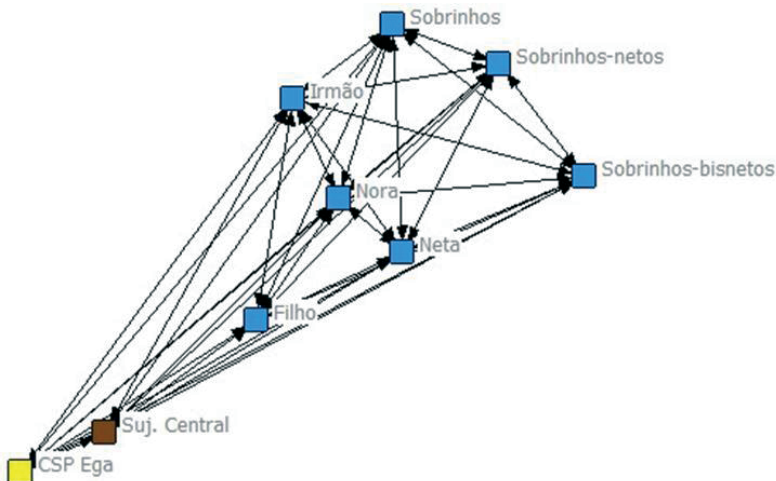 Sobrinhos
Sobrinhos-netos
Irmão
Sobrinhos-bisnetos
Nora
Neta
Filho
Suj. Central
CSP Ega